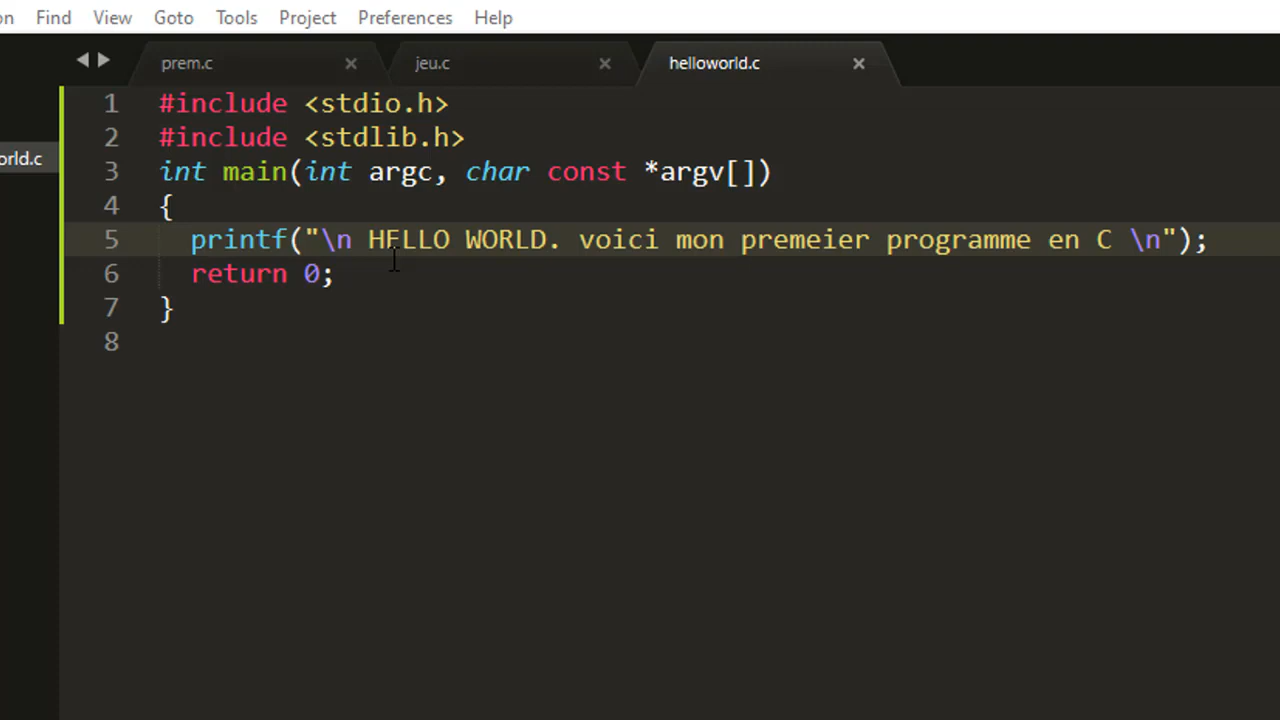 on Find View Goto Tools Project Preferences Help
prem.c × jeu.c × helloworld.c ×
orld.c
1 #include <stdio.h>
2 #include <stdlib.h>
3 int main(int argc, char const *argv[])
4 {
5 printf("\n HELLO WORLD. voici mon premeier programme en C \n");
6 return 0;
7 }
8